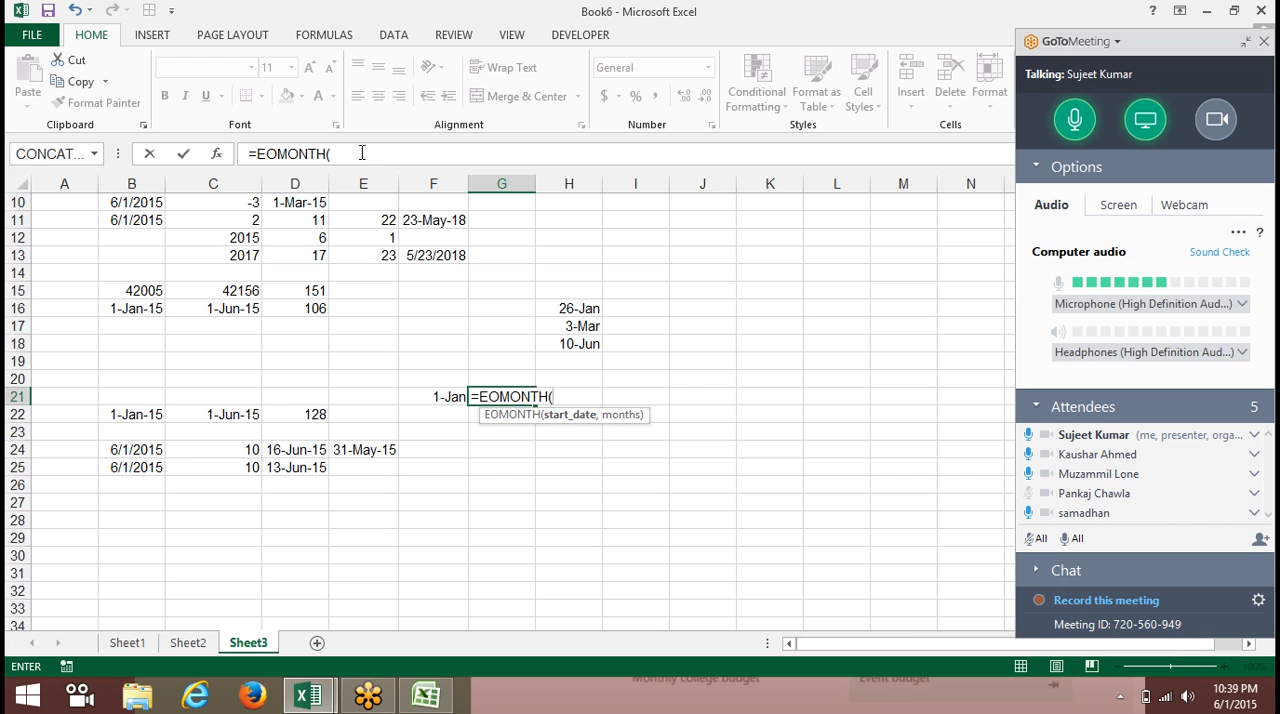 Book6 - Microsoft Excel
?
FILE
HOME
INSERT
PAGE LAYOUT
FORMULAS
DATA
REVIEW
VIEW
DEVELOPER
Paste
Cut
Copy
Format Painter
Clipboard
11
B I U
Font
Wrap Text
Merge & Center
Alignment
General
$ % ,
Number
Conditional Formatting
Format as Table
Cell Styles
Styles
Insert
Delete
Format
Cells
CONCAT...
=EOMONTH(
A B C D E F G H I J K L M N
10 6/1/2015 -3 1-Mar-15
11 6/1/2015 2 11 22 23-May-18
12 2015 6 1
13 2017 17 23 5/23/2018
14
15 42005 42156 151
16 1-Jan-15 1-Jun-15 106 26-Jan
17 3-Mar
18 10-Jun
19
20
21 1-Jan =EOMONTH(
EOMONTH(start_date, months)
22 1-Jan-15 1-Jun-15 128
23
24 6/1/2015 10 16-Jun-15 31-May-15
25 6/1/2015 10 13-Jun-15
26
27
28
29
30
31
32
33
34
Sheet1
Sheet2
Sheet3
ENTER
100%
GoToMeeting
Talking: Sujeet Kumar
Options
Audio
Screen
Webcam
... ?
Computer audio
Sound Check
Microphone (High Definition Aud...)
Headphones (High Definition Aud...)
Attendees 5
Sujeet Kumar (me, presenter, orga...
Kaushar Ahmed
Muzammil Lone
Pankaj Chawla
samadhan
All
All
Chat
Record this meeting
Meeting ID: 720-560-949
Monthly college budget
Event budget
10:39 PM
6/1/2015